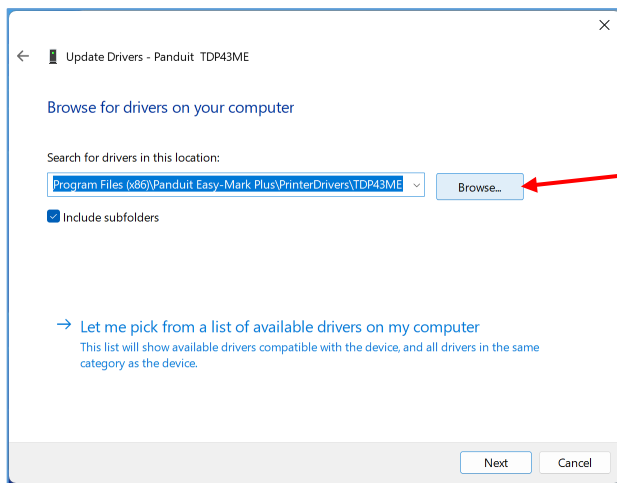 Update Drivers - Panduit TDP43ME
Browse for drivers on your computer
Search for drivers in this location:
Program Files (x86)\Panduit Easy-Mark Plus\PrinterDrivers\TDP43ME
Browse...
Include subfolders
Let me pick from a list of available drivers on my computer
This list will show available drivers compatible with the device, and all drivers in the same
category as the device.
Next
Cancel